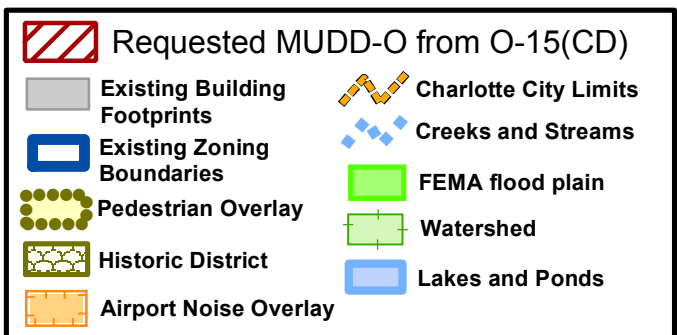 Requested MUDD-O from O-15(CD)
Existing Building
Footprints
Existing Zoning
Boundaries
Pedestrian Overlay
Historic District
Airport Noise Overlay
Charlotte City Limits
Creeks and Streams
FEMA flood plain
Watershed
Lakes and Ponds